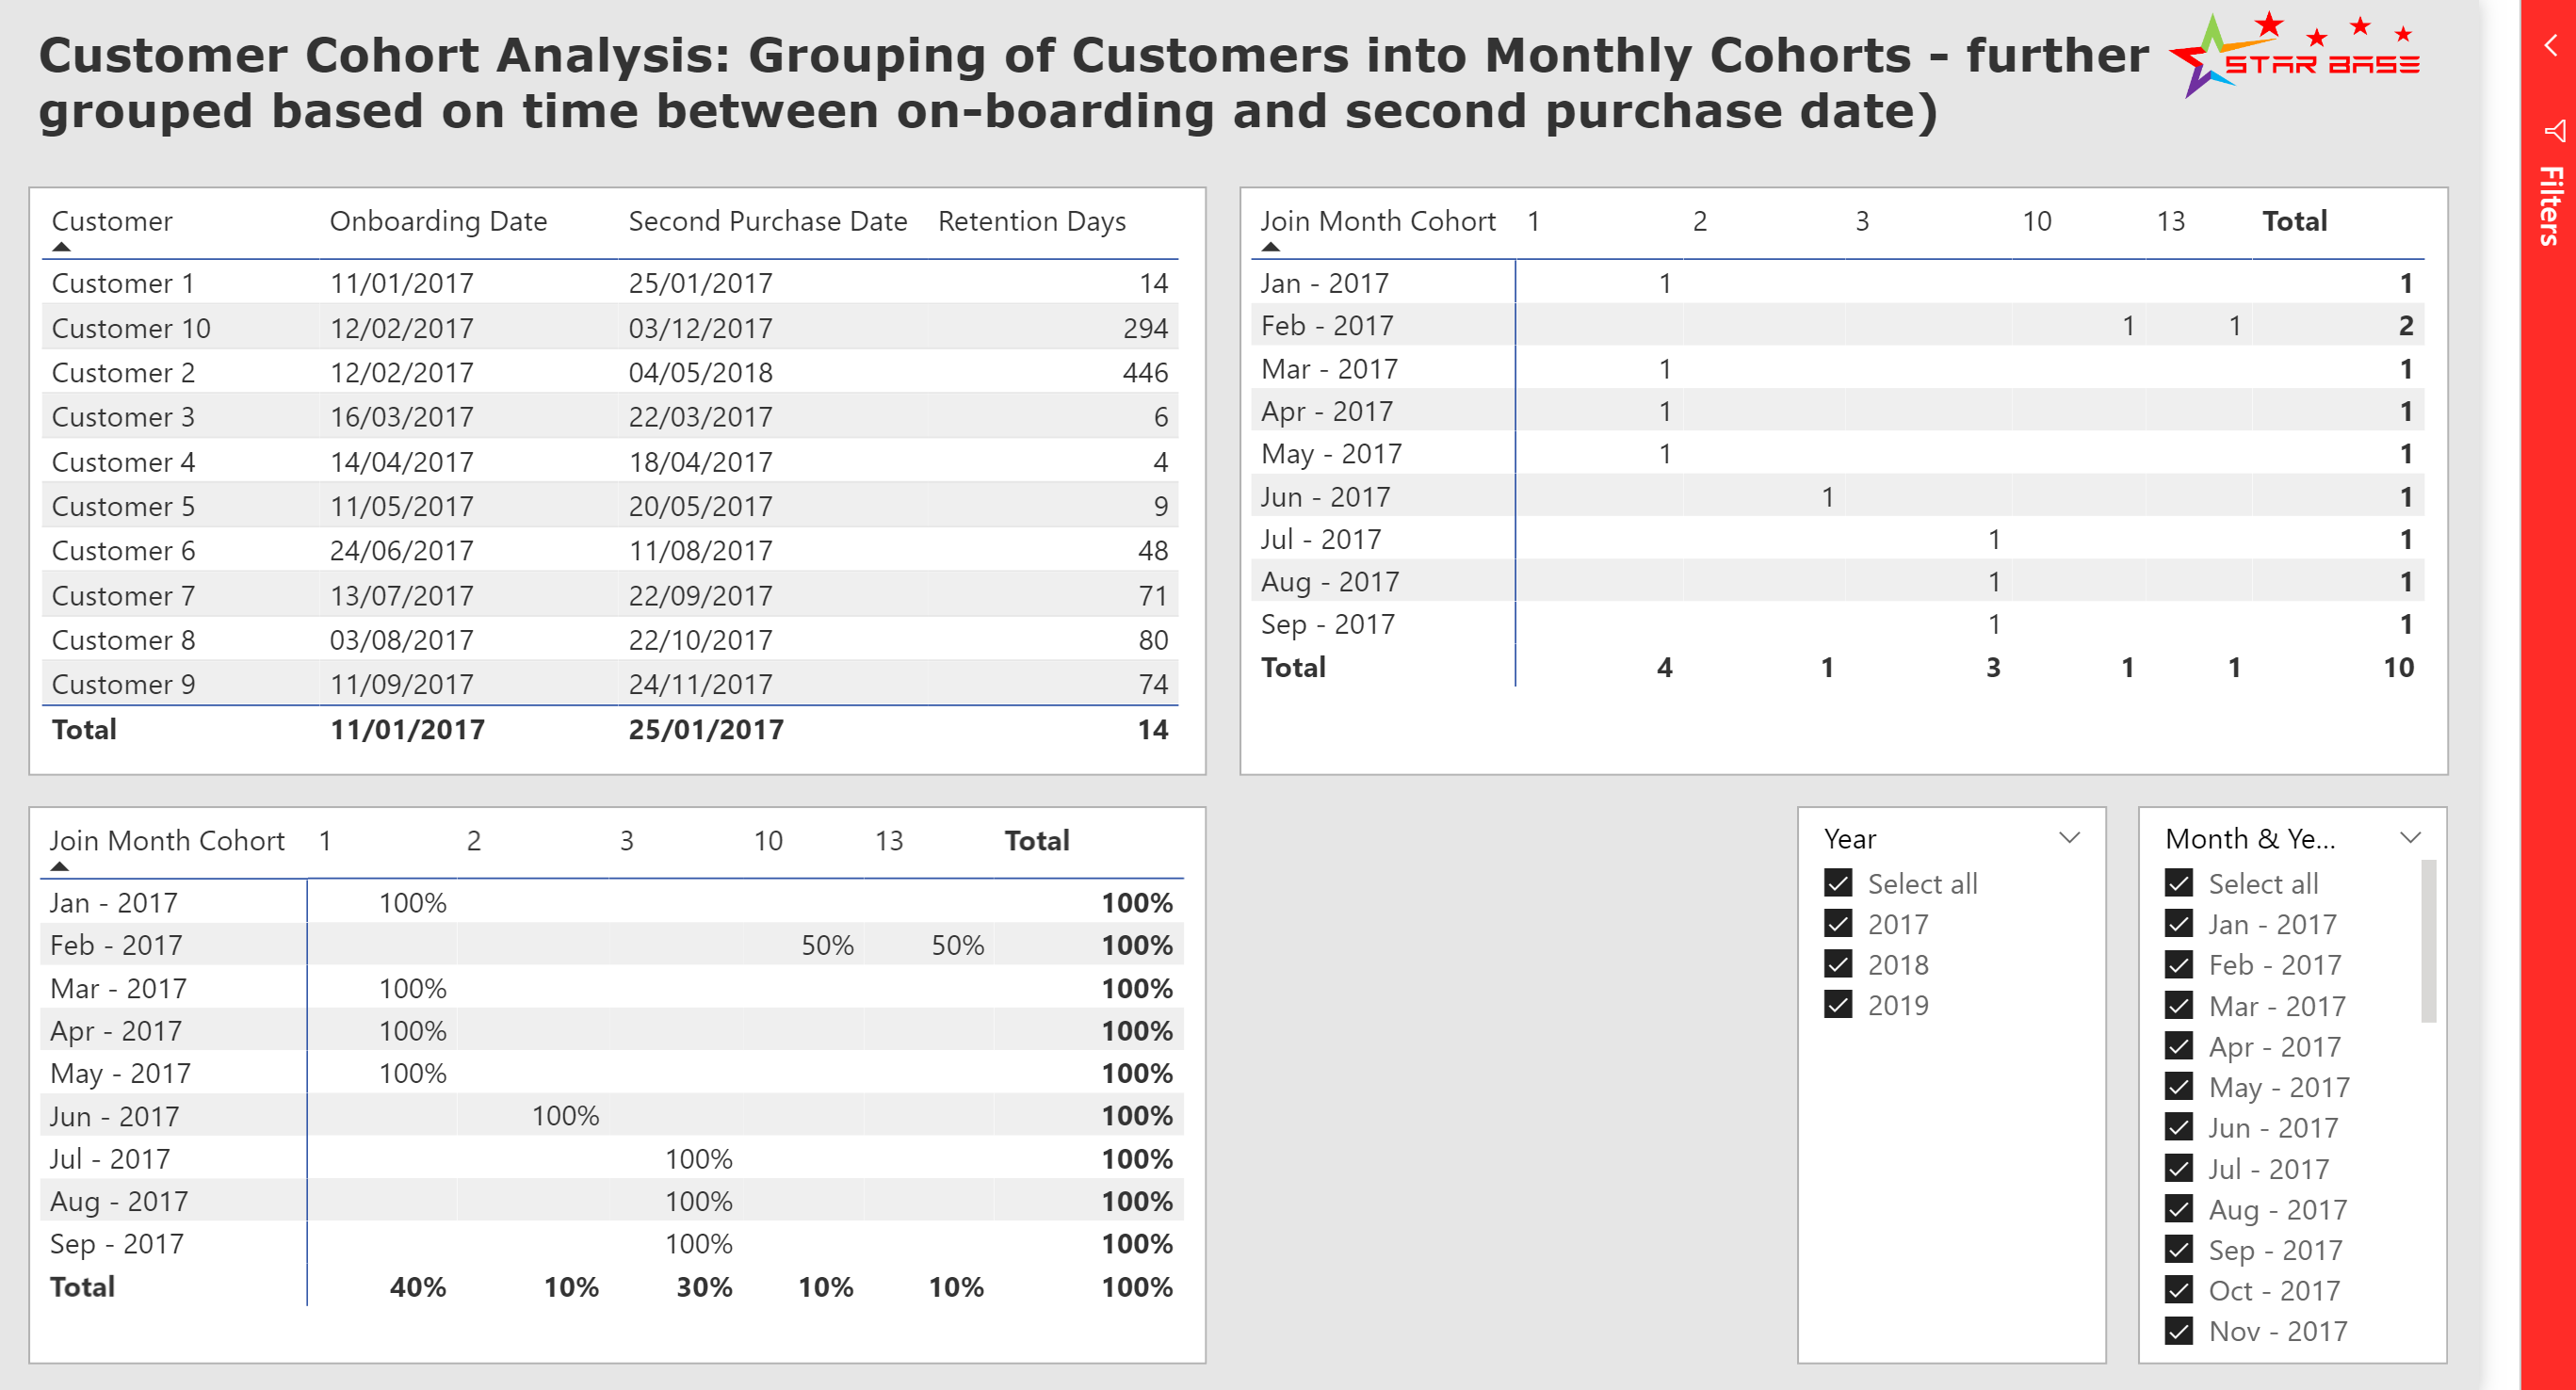 Customer Cohort Analysis: Grouping of Customers into Monthly Cohorts - further
grouped based on time between on-boarding and second purchase date)
STAR BASE
Filters
Customer Onboarding Date Second Purchase Date Retention Days
Customer 1 11/01/2017 25/01/2017 14
Customer 10 12/02/2017 03/12/2017 294
Customer 2 12/02/2017 04/05/2018 446
Customer 3 16/03/2017 22/03/2017 6
Customer 4 14/04/2017 18/04/2017 4
Customer 5 11/05/2017 20/05/2017 9
Customer 6 24/06/2017 11/08/2017 48
Customer 7 13/07/2017 22/09/2017 71
Customer 8 03/08/2017 22/10/2017 80
Customer 9 11/09/2017 24/11/2017 74
Total 11/01/2017 25/01/2017 14
Join Month Cohort 1 2 3 10 13 Total
Jan - 2017 1 1
Feb - 2017 1 1 2
Mar - 2017 1 1
Apr - 2017 1 1
May - 2017 1 1
Jun - 2017 1 1
Jul - 2017 1 1
Aug - 2017 1 1
Sep - 2017 1 1
Total 4 1 3 1 1 10
Join Month Cohort 1 2 3 10 13 Total
Jan - 2017 100% 100%
Feb - 2017 50% 50% 100%
Mar - 2017 100% 100%
Apr - 2017 100% 100%
May - 2017 100% 100%
Jun - 2017 100% 100%
Jul - 2017 100% 100%
Aug - 2017 100% 100%
Sep - 2017 100% 100%
Total 40% 10% 30% 10% 10% 100%
Year
Select all
2017
2018
2019
Month & Ye...
Select all
Jan - 2017
Feb - 2017
Mar - 2017
Apr - 2017
May - 2017
Jun - 2017
Jul - 2017
Aug - 2017
Sep - 2017
Oct - 2017
Nov - 2017